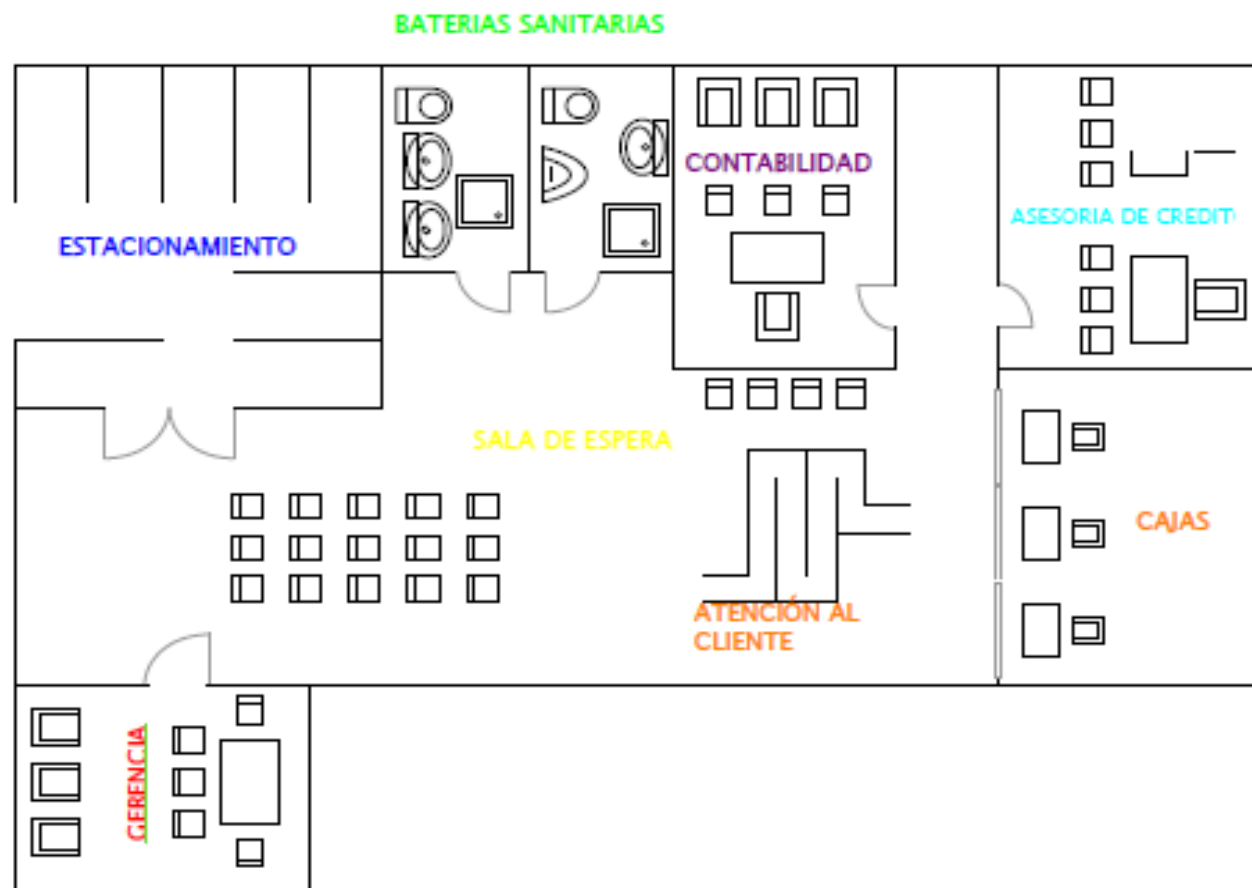 BATERIAS SANITARIAS
CONTABILIDAD
ASESORIA DE CREDITO
ESTACIONAMIENTO
SALA DE ESPERA
CAJAS
ATENCIÓN AL
CLIENTE
GERENCIA